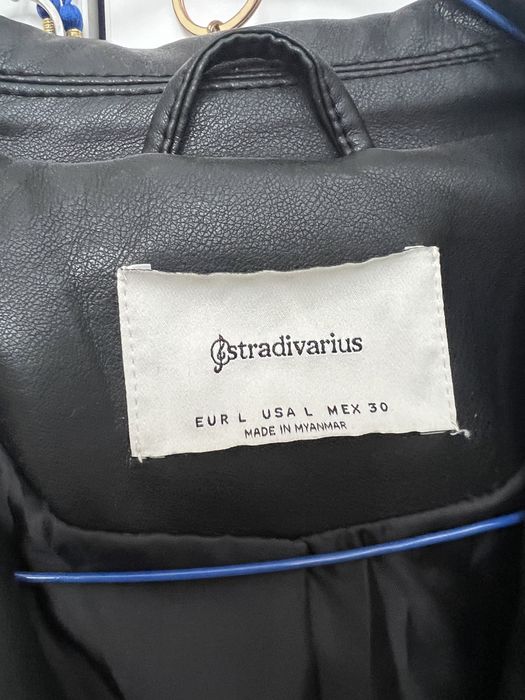 stradivarius
EUR L USA L MEX 30
MADE IN MYANMAR